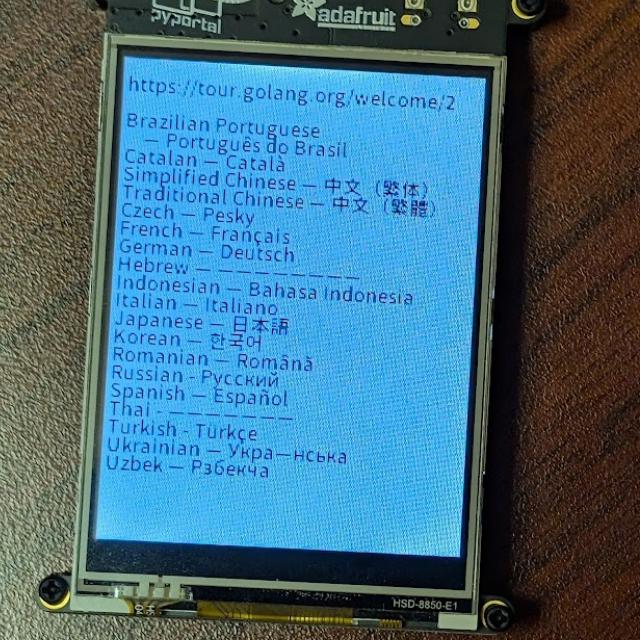 pyportal
adafruit
https://tour.golang.org/welcome/2
Brazilian Portuguese
— Português do Brasil
Catalan — Català
Simplified Chinese — 中文（繁体）
Traditional Chinese — 中文（繁體）
Czech — Pesky
French — Français
German — Deutsch
Hebrew — — — — — — — — —
Indonesian — Bahasa Indonesia
Italian — Italiano
Japanese — 日本語
Korean — 한국어
Romanian — Română
Russian - Русский
Spanish — Español
Thai - — — — — — — —
Turkish - Türkçe
Ukrainian — Укра—нська
Uzbek — Рзбекча
HSD-8850-E1